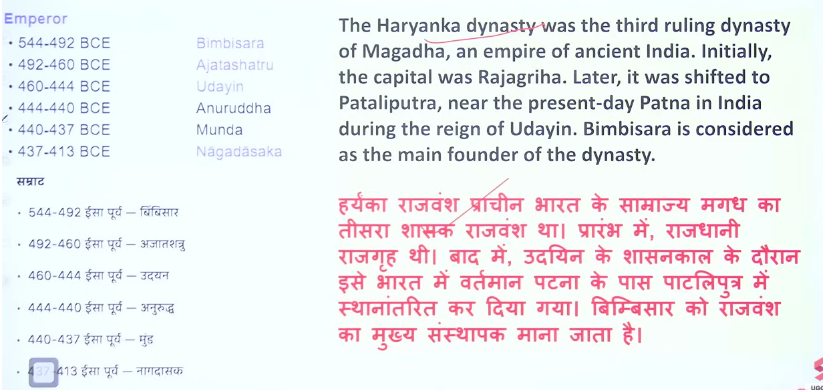 Emperor
• 544-492 BCE Bimbisara
• 492-460 BCE Ajatashatru
• 460-444 BCE Udayin
• 444-440 BCE Anuruddha
• 440-437 BCE Munda
• 437-413 BCE Nāgadāsaka
सम्राट
• 544-492 ईसा पूर्व — बिंबिसार
• 492-460 ईसा पूर्व — अजातशत्रु
• 460-444 ईसा पूर्व — उदयन
• 444-440 ईसा पूर्व — अनुरुद्ध
• 440-437 ईसा पूर्व — मुंड
• 437-413 ईसा पूर्व — नागदासक
The Haryanka dynasty was the third ruling dynasty
of Magadha, an empire of ancient India. Initially,
the capital was Rajagriha. Later, it was shifted to
Pataliputra, near the present-day Patna in India
during the reign of Udayin. Bimbisara is considered
as the main founder of the dynasty.
हर्यंका राजवंश प्राचीन भारत के साम्राज्य मगध का
तीसरा शासक राजवंश था। प्रारंभ में, राजधानी
राजगृह थी। बाद में, उदयिन के शासनकाल के दौरान
इसे भारत में वर्तमान पटना के पास पाटलिपुत्र में
स्थानांतरित कर दिया गया। बिम्बिसार को राजवंश
का मुख्य संस्थापक माना जाता है।